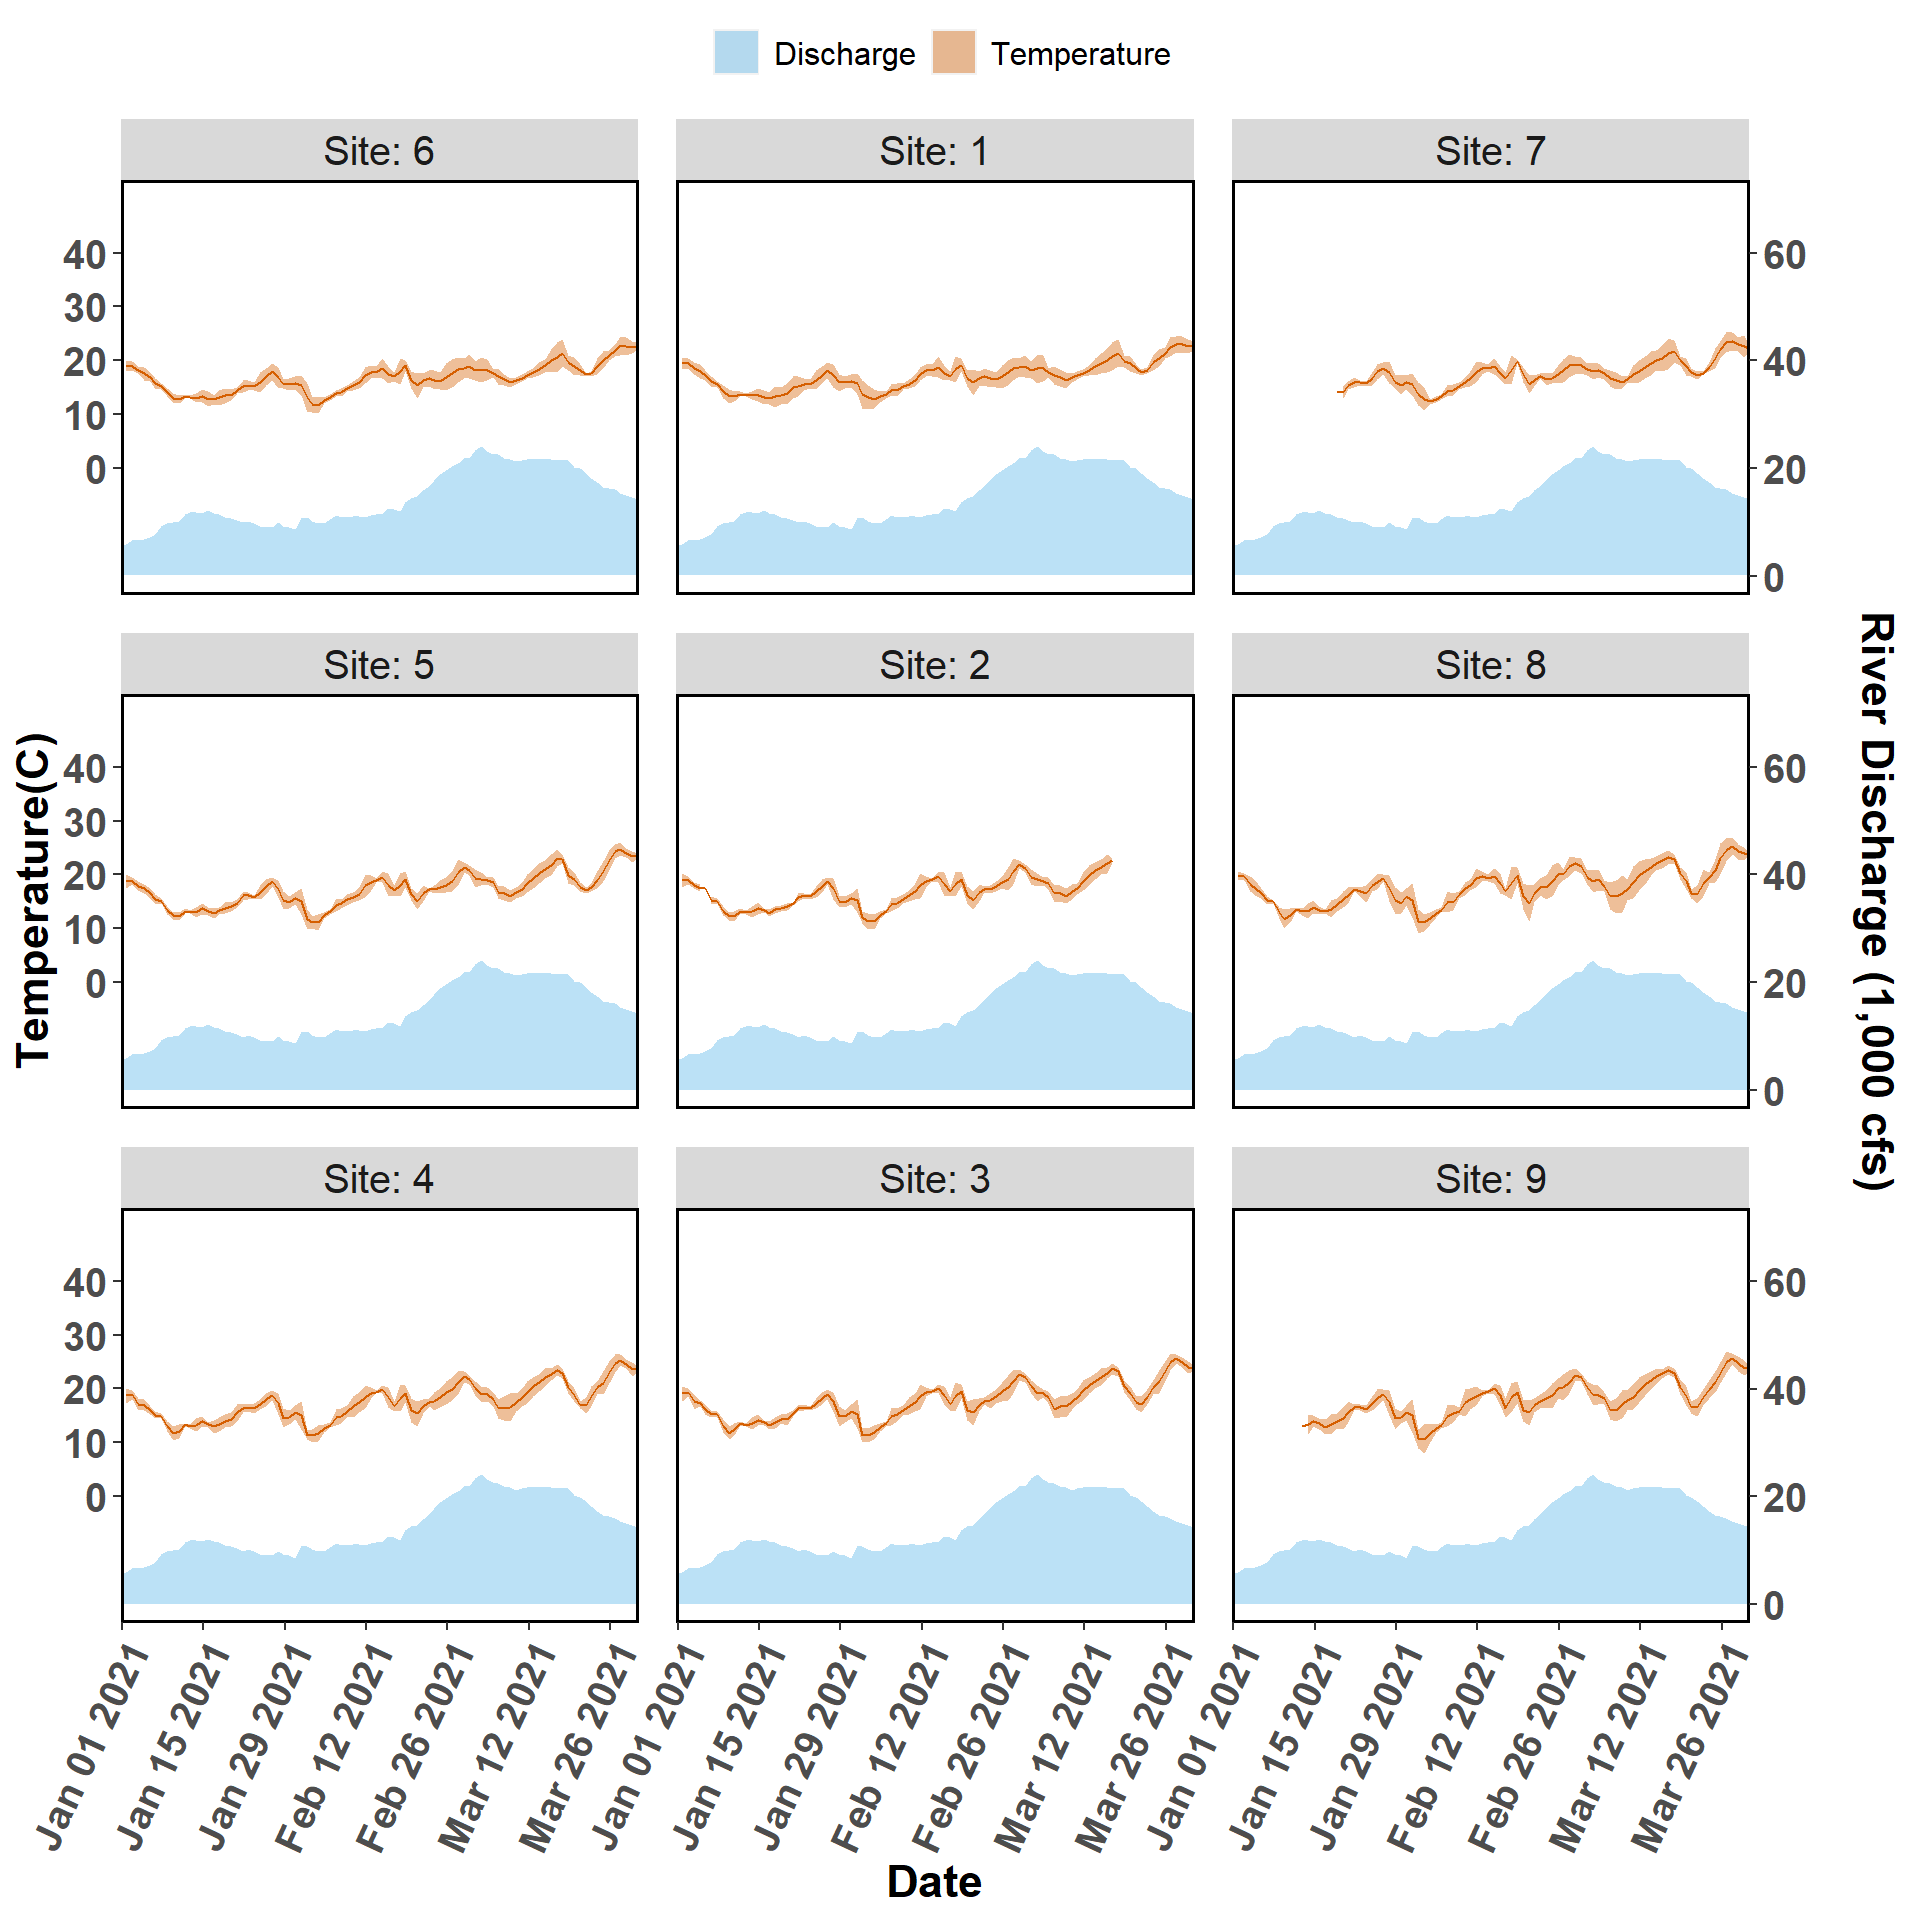 Discharge Temperature
Site: 6
Site: 1
Site: 7
40
30
20
10
0
60
40
20
0
Site: 5
Site: 2
Site: 8
40
30
20
10
0
60
40
20
0
Temperature(C)
River Discharge (1,000 cfs)
Site: 4
Site: 3
Site: 9
40
30
20
10
0
60
40
20
0
Jan 01 2021
Jan 15 2021
Jan 29 2021
Feb 12 2021
Feb 26 2021
Mar 12 2021
Mar 26 2021
Jan 01 2021
Jan 15 2021
Jan 29 2021
Feb 12 2021
Feb 26 2021
Mar 12 2021
Mar 26 2021
Jan 01 2021
Jan 15 2021
Jan 29 2021
Feb 12 2021
Feb 26 2021
Mar 12 2021
Mar 26 2021
Date